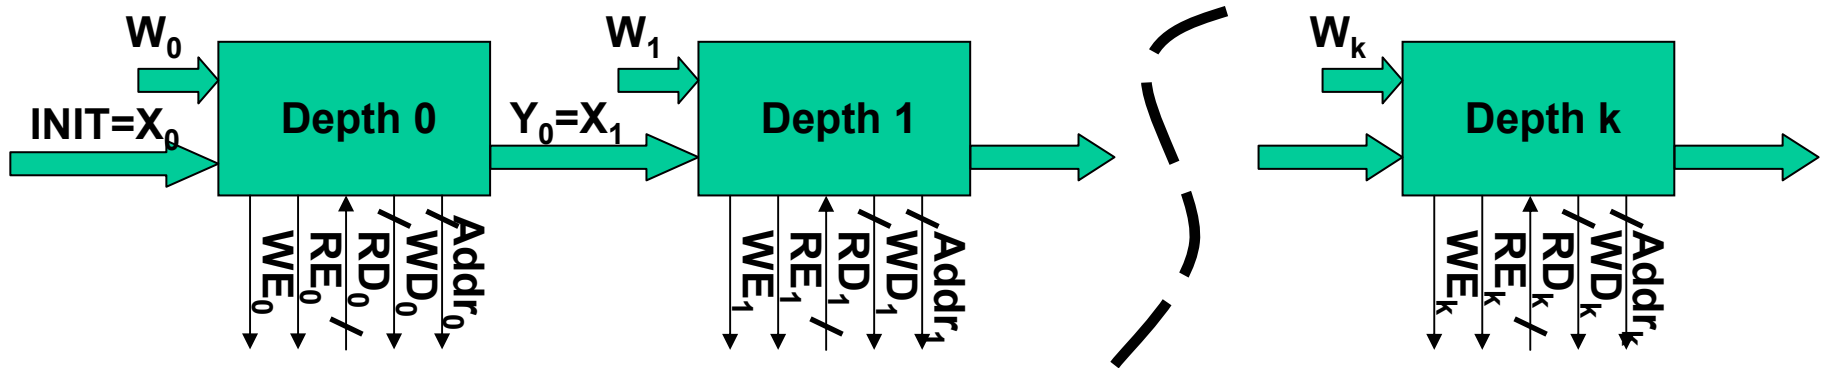 W₀
INIT=X₀
Depth 0
WE₀
RE₀
RD₀
WD₀
Addr₀
Y₀=X₁
W₁
Depth 1
WE₁
RE₁
RD₁
WD₁
Addr₁
Wₖ
Depth k
WEₖ
REₖ
RDₖ
WDₖ
Addrₖ